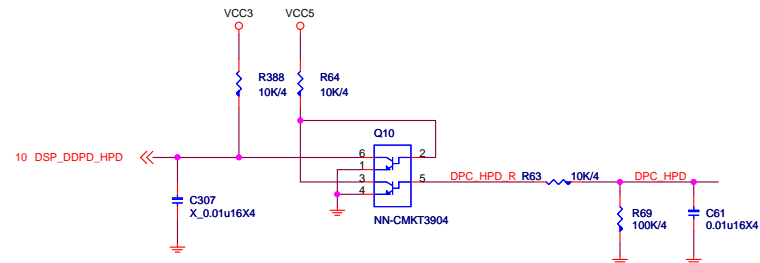 VCC3 VCC5
R388 R64
10K/4 10K/4
Q10
10 DSP_DDPD_HPD 6 2
1 DPC_HPD_R R63 10K/4 DPC_HPD
3 5
4
C307
X_0.01u16X4
NN-CMKT3904
R69 C61
100K/4 0.01u16X4